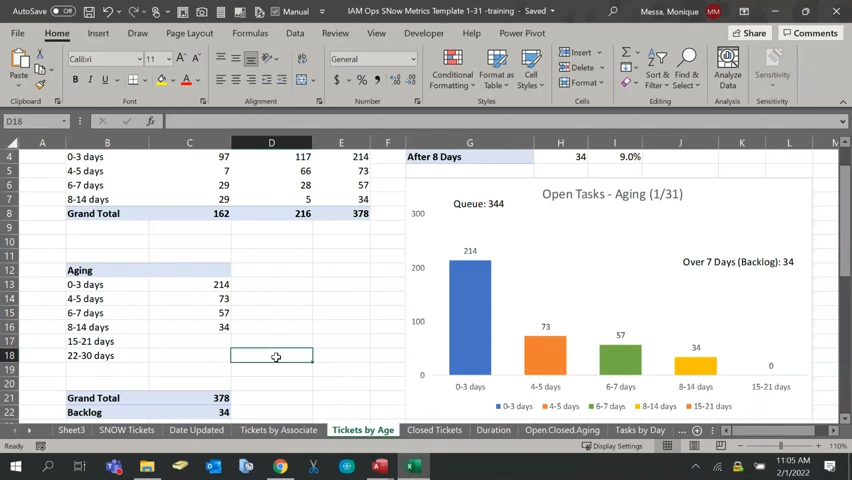 AutoSave Off Manual IAM Ops SNow Metrics Template 1-31 -training - Saved Messa, Monique MM
File Home Insert Draw Page Layout Formulas Data Review View Developer Help Power Pivot Share Comments
Paste Calibri 11 General Conditional Formatting Format as Table Cell Styles Insert Delete Format Sort & Filter Find & Select Analyze Data Sensitivity
Clipboard Font Alignment Number Styles Cells Editing Analysis Sensitivity
D18 fx
A B C D E F G H I J K L M
4 0-3 days 97 117 214 After 8 Days 34 9.0%
5 4-5 days 7 66 73
6 6-7 days 29 28 57
7 8-14 days 29 5 34
8 Grand Total 162 216 378
9
10
11
12 Aging
13 0-3 days 214
14 4-5 days 73
15 6-7 days 57
16 8-14 days 34
17 15-21 days
18 22-30 days
19
20
21 Grand Total 378
22 Backlog 34
Open Tasks - Aging (1/31)
Queue: 344
Over 7 Days (Backlog): 34
300
200
100
0
214 73 57 34 0
0-3 days 4-5 days 6-7 days 8-14 days 15-21 days
0-3 days 4-5 days 6-7 days 8-14 days 15-21 days
Sheet3 SNOW Tickets Date Updated Tickets by Associate Tickets by Age Closed Tickets Duration Open.Closed.Aging Tasks by Day
Ready Display Settings 110%
11:05 AM
2/1/2022